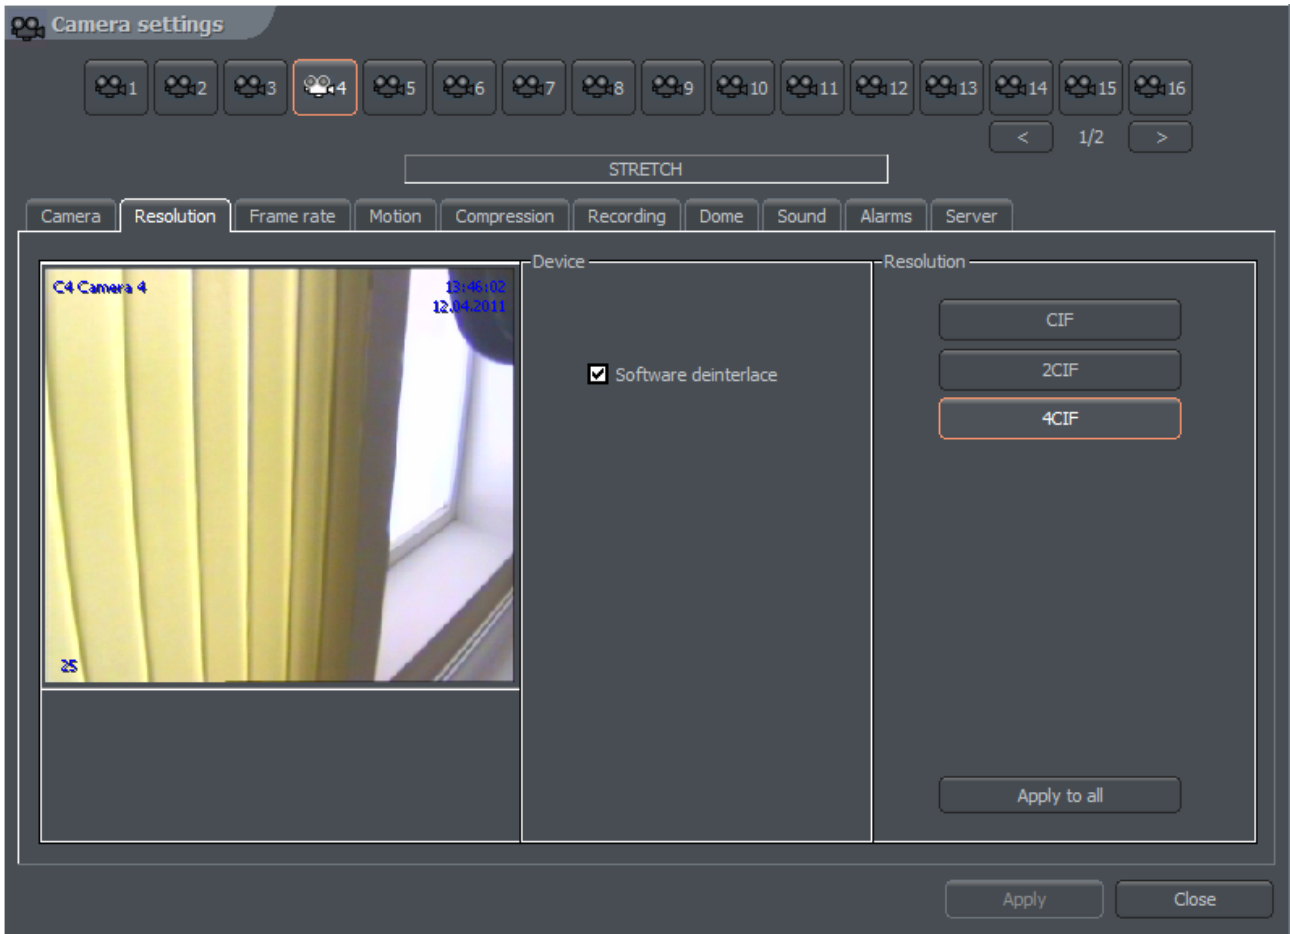 Camera settings
1 2 3 4 5 6 7 8 9 10 11 12 13 14 15 16
< 1/2 >
STRETCH
Camera Resolution Frame rate Motion Compression Recording Dome Sound Alarms Server
Device
Resolution
C4 Camera 4
13:46:02
12.04.2011
25
Software deinterlace
CIF
2CIF
4CIF
Apply to all
Apply
Close